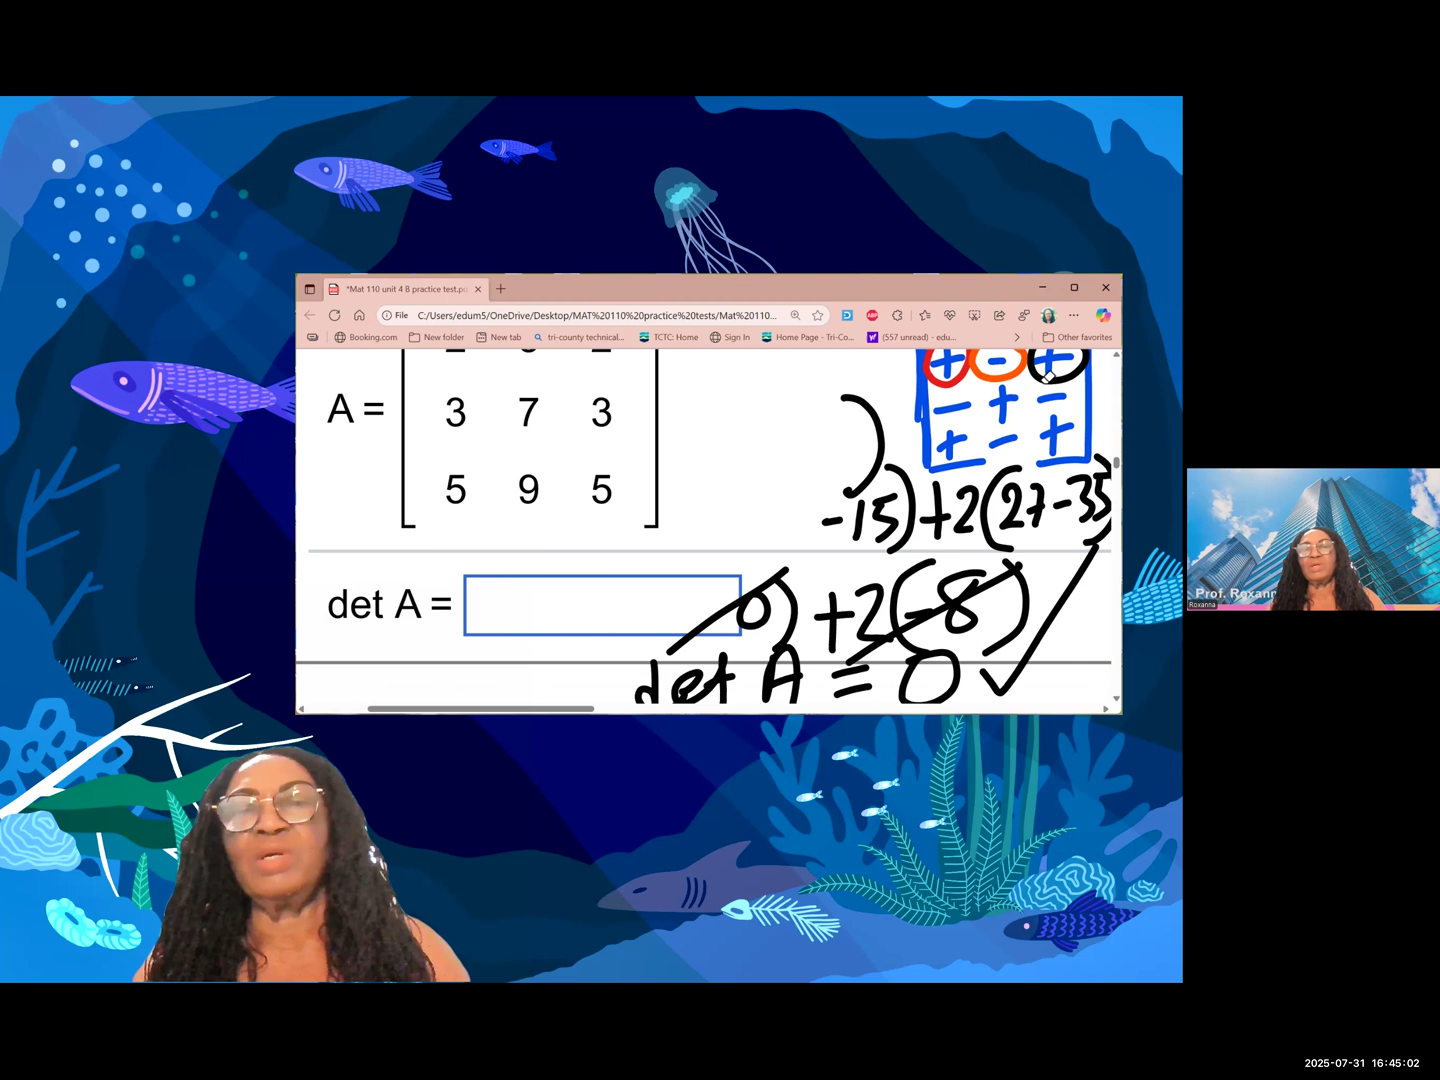 *Mat 110 unit 4 B practice test.pd
File C:/Users/edum5/OneDrive/Desktop/MAT%20110%20practice%20tests/Mat%20110...
Booking.com New folder New tab tri-county technical... TCTC: Home Sign In Home Page - Tri-Co... (557 unread) - edu... Other favorites
+ - +
- + -
+ - +
A =
3 7 3
5 9 5
-15) + 2(27-35)
0) + 2(-8)
det A =
det A = 0 ✓
Prof. Roxann
Roxanna
2025-07-31 16:45:02